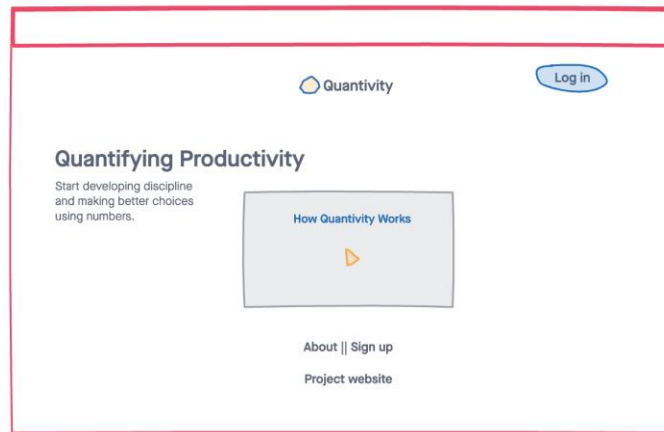 Quantivity
Log in
Quantifying Productivity
Start developing discipline
and making better choices
using numbers.
How Quantivity Works
About || Sign up
Project website